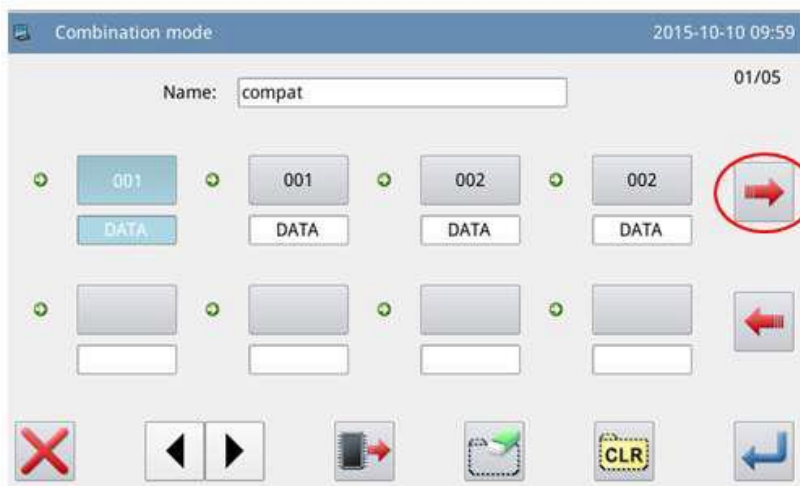 Combination mode 2015-10-10 09:59
01/05
Name: compat
001 001 002 002
DATA DATA DATA DATA
CLR